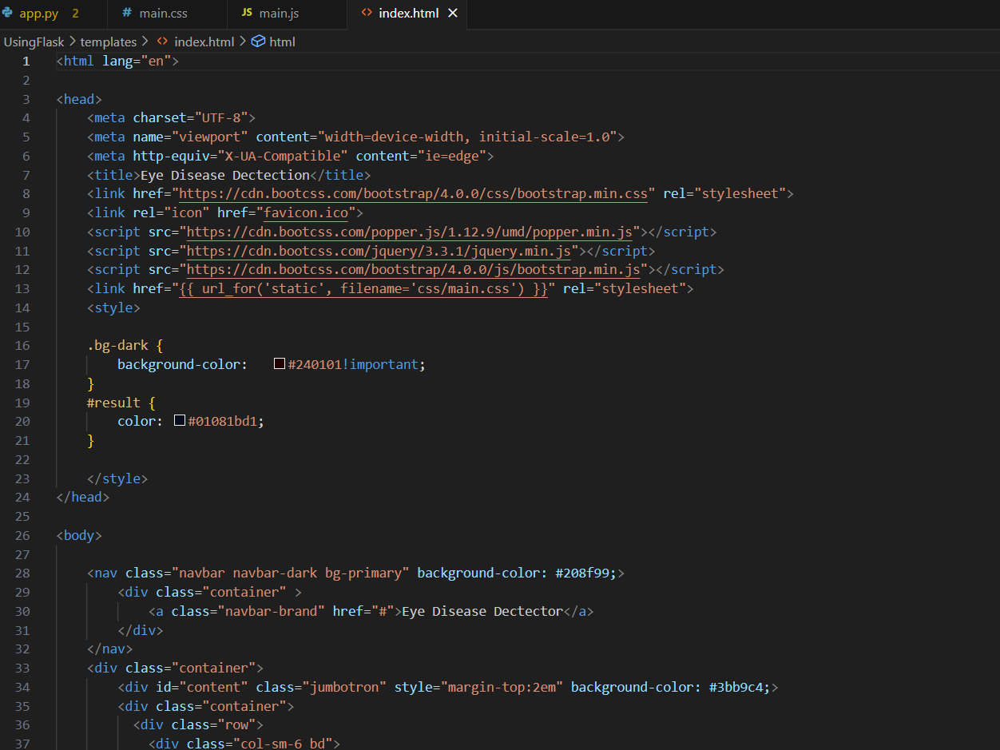 app.py 2 # main.css JS main.js <> index.html ×
UsingFlask > templates > <> index.html > html
1 <html lang="en">
2
3 <head>
4     <meta charset="UTF-8">
5     <meta name="viewport" content="width=device-width, initial-scale=1.0">
6     <meta http-equiv="X-UA-Compatible" content="ie=edge">
7     <title>Eye Disease Dectection</title>
8     <link href="https://cdn.bootcss.com/bootstrap/4.0.0/css/bootstrap.min.css" rel="stylesheet">
9     <link rel="icon" href="favicon.ico">
10     <script src="https://cdn.bootcss.com/popper.js/1.12.9/umd/popper.min.js"></script>
11     <script src="https://cdn.bootcss.com/jquery/3.3.1/jquery.min.js"></script>
12     <script src="https://cdn.bootcss.com/bootstrap/4.0.0/js/bootstrap.min.js"></script>
13     <link href="{{ url_for('static', filename='css/main.css') }}" rel="stylesheet">
14     <style>
15
16     .bg-dark {
17         background-color:   #240101!important;
18     }
19     #result {
20         color: #01081bd1;
21     }
22
23     </style>
24 </head>
25
26 <body>
27
28     <nav class="navbar navbar-dark bg-primary" background-color: #208f99;>
29         <div class="container" >
30             <a class="navbar-brand" href="#">Eye Disease Dectector</a>
31         </div>
32     </nav>
33     <div class="container">
34         <div id="content" class="jumbotron" style="margin-top:2em" background-color: #3bb9c4;>
35         <div class="container">
36           <div class="row">
37             <div class="col-sm-6 bd">